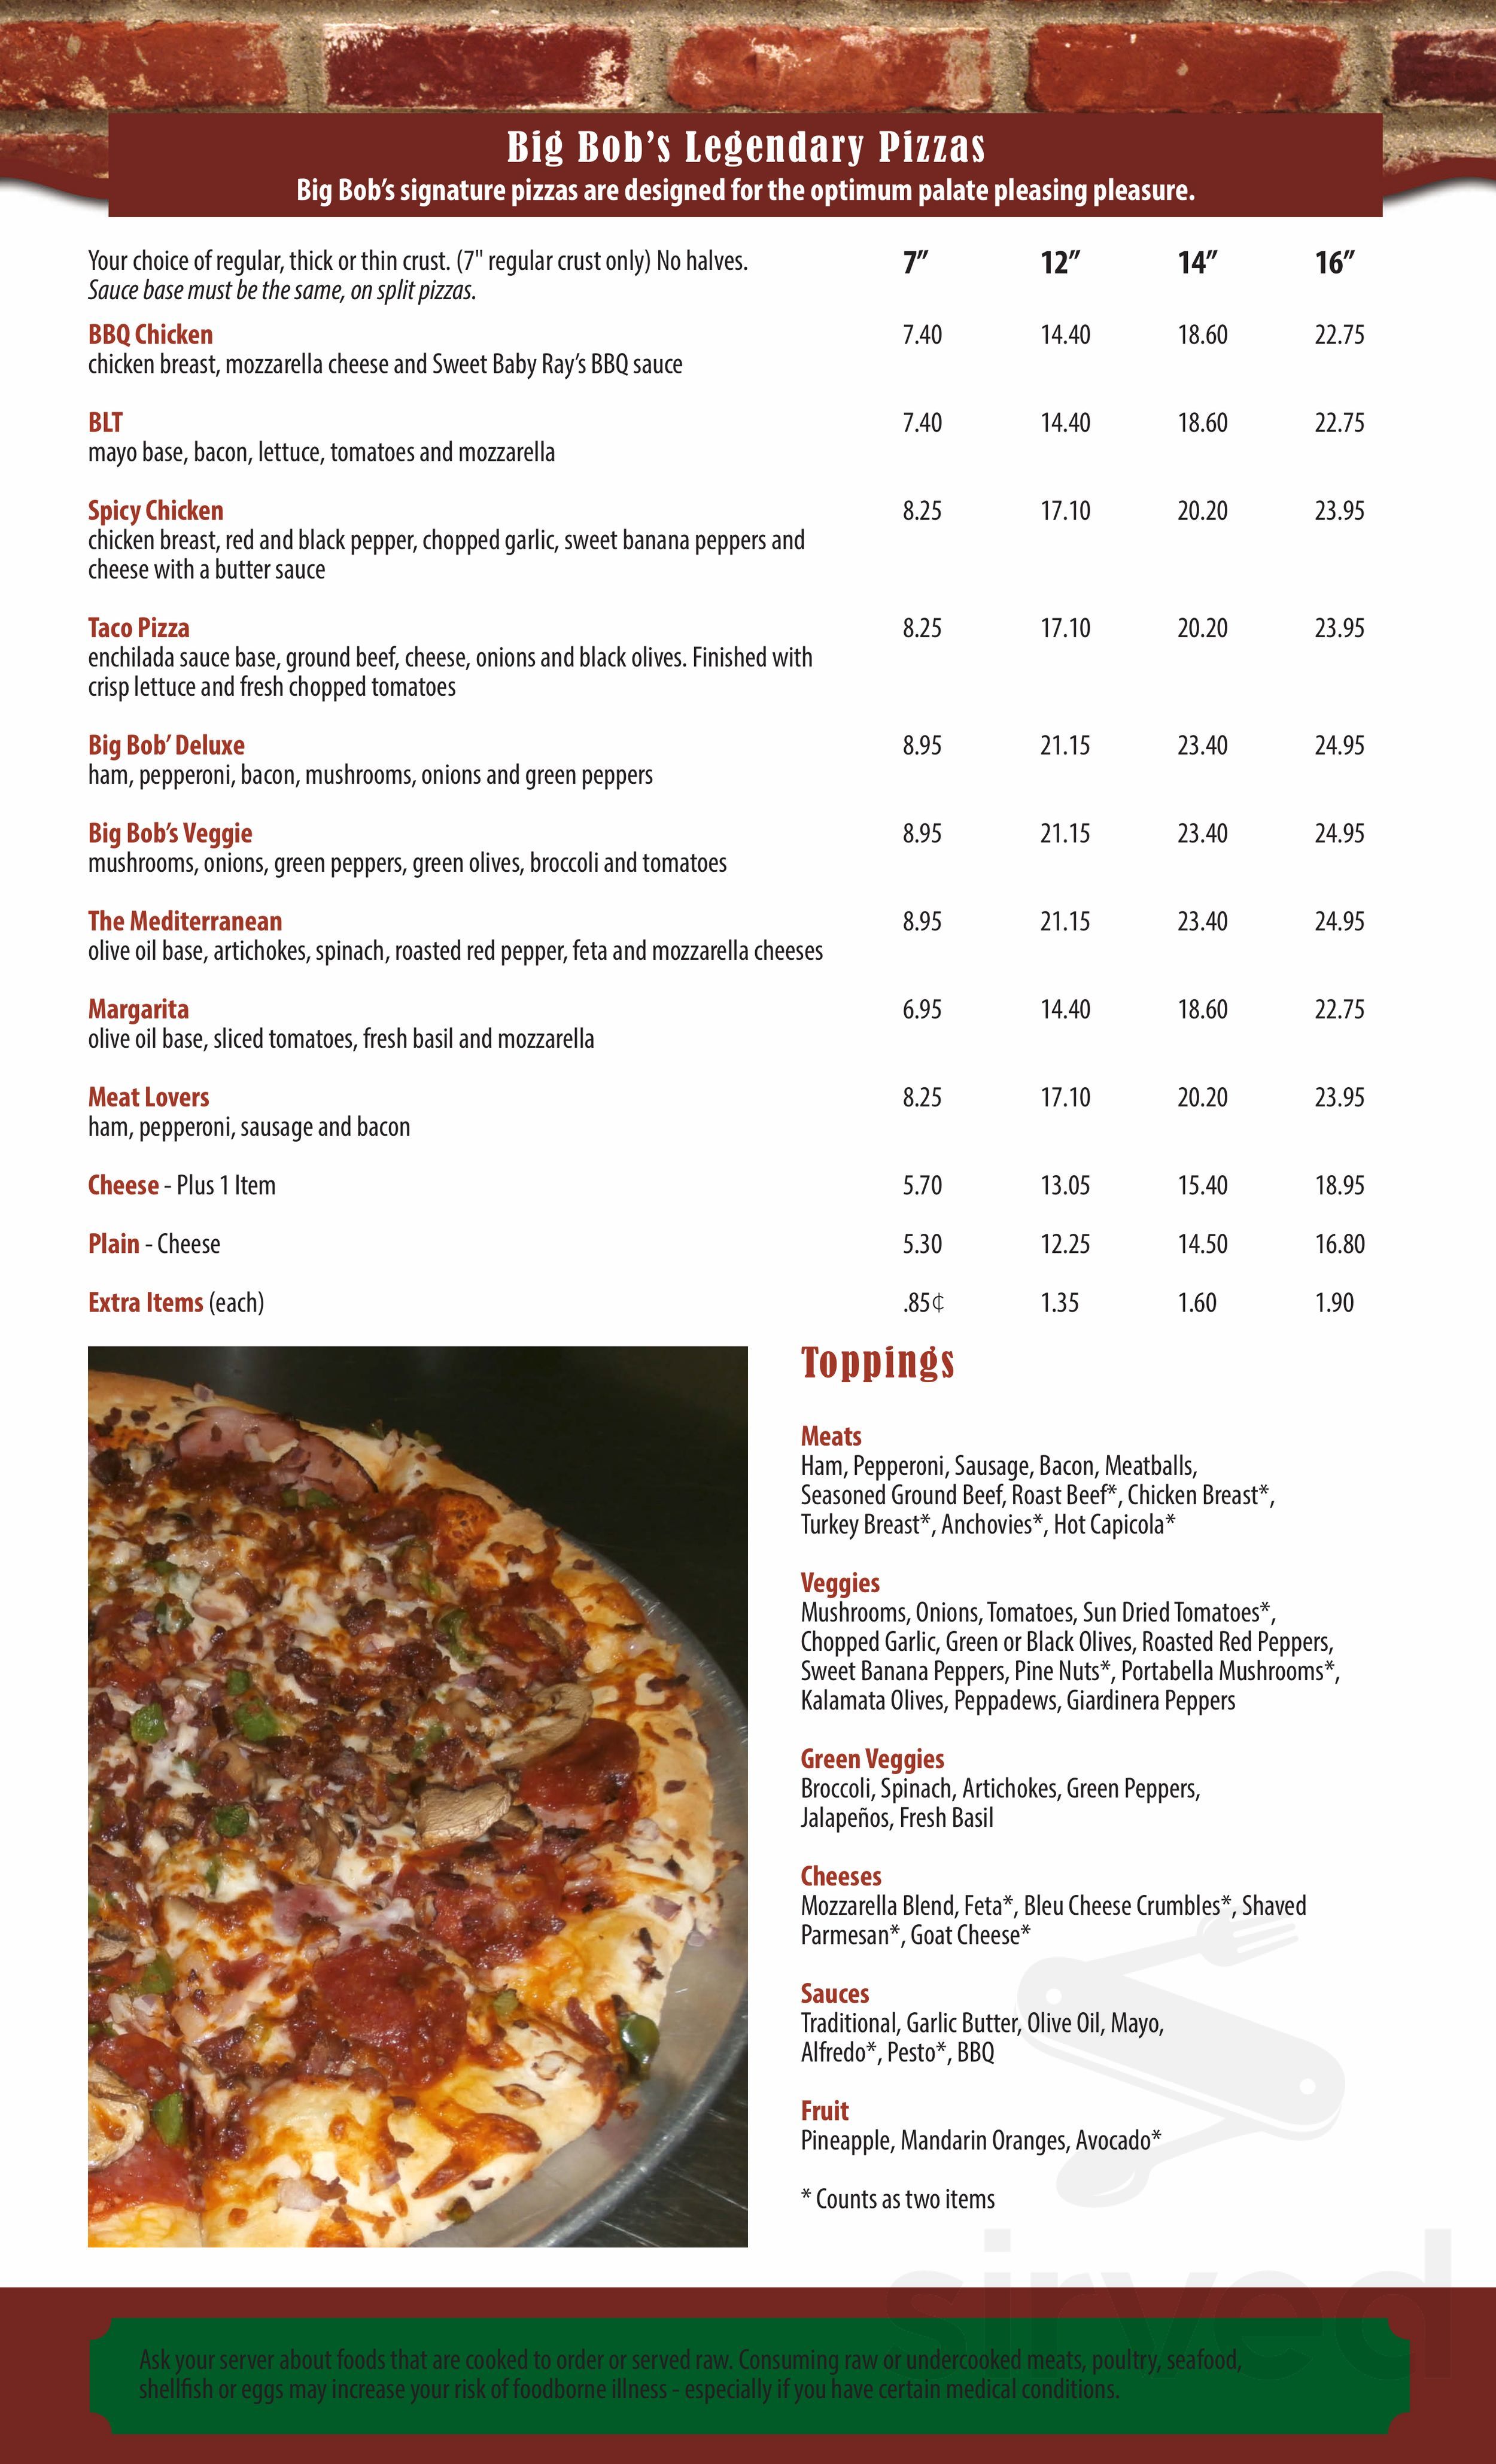 Big Bob's Legendary Pizzas
Big Bob's signature pizzas are designed for the optimum palate pleasing pleasure.
Your choice of regular, thick or thin crust. (7" regular crust only) No halves. 7” 12” 14” 16”
Sauce base must be the same, on split pizzas.
BBQ Chicken 7.40 14.40 18.60 22.75
chicken breast, mozzarella cheese and Sweet Baby Ray's BBQ sauce
BLT 7.40 14.40 18.60 22.75
mayo base, bacon, lettuce, tomatoes and mozzarella
Spicy Chicken 8.25 17.10 20.20 23.95
chicken breast, red and black pepper, chopped garlic, sweet banana peppers and
cheese with a butter sauce
Taco Pizza 8.25 17.10 20.20 23.95
enchilada sauce base, ground beef, cheese, onions and black olives. Finished with
crisp lettuce and fresh chopped tomatoes
Big Bob' Deluxe 8.95 21.15 23.40 24.95
ham, pepperoni, bacon, mushrooms, onions and green peppers
Big Bob's Veggie 8.95 21.15 23.40 24.95
mushrooms, onions, green peppers, green olives, broccoli and tomatoes
The Mediterranean 8.95 21.15 23.40 24.95
olive oil base, artichokes, spinach, roasted red pepper, feta and mozzarella cheeses
Margarita 6.95 14.40 18.60 22.75
olive oil base, sliced tomatoes, fresh basil and mozzarella
Meat Lovers 8.25 17.10 20.20 23.95
ham, pepperoni, sausage and bacon
Cheese - Plus 1 Item 5.70 13.05 15.40 18.95
Plain - Cheese 5.30 12.25 14.50 16.80
Extra Items (each) .85¢ 1.35 1.60 1.90
Toppings
Meats
Ham, Pepperoni, Sausage, Bacon, Meatballs,
Seasoned Ground Beef, Roast Beef*, Chicken Breast*,
Turkey Breast*, Anchovies*, Hot Capicola*
Veggies
Mushrooms, Onions, Tomatoes, Sun Dried Tomatoes*,
Chopped Garlic, Green or Black Olives, Roasted Red Peppers,
Sweet Banana Peppers, Pine Nuts*, Portabella Mushrooms*,
Kalamata Olives, Peppadews, Giardinera Peppers
Green Veggies
Broccoli, Spinach, Artichokes, Green Peppers,
Jalapeños, Fresh Basil
Cheeses
Mozzarella Blend, Feta*, Bleu Cheese Crumbles*, Shaved
Parmesan*, Goat Cheese*
Sauces
Traditional, Garlic Butter, Olive Oil, Mayo,
Alfredo*, Pesto*, BBQ
Fruit
Pineapple, Mandarin Oranges, Avocado*
* Counts as two items
sirved
Ask your server about foods that are cooked to order or served raw. Consuming raw or undercooked meats, poultry, seafood,
shellfish or eggs may increase your risk of foodborne illness - especially if you have certain medical conditions.